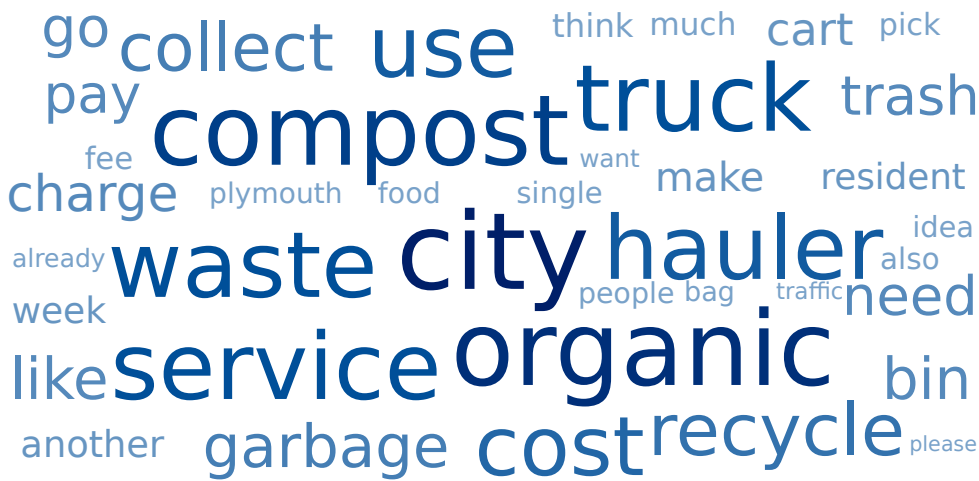 go collect use think much cart pick
pay compost truck trash
fee want
charge plymouth food single make resident
already waste city hauler idea
also
week people bag traffic need
like service organic bin
another garbage cost recycle please